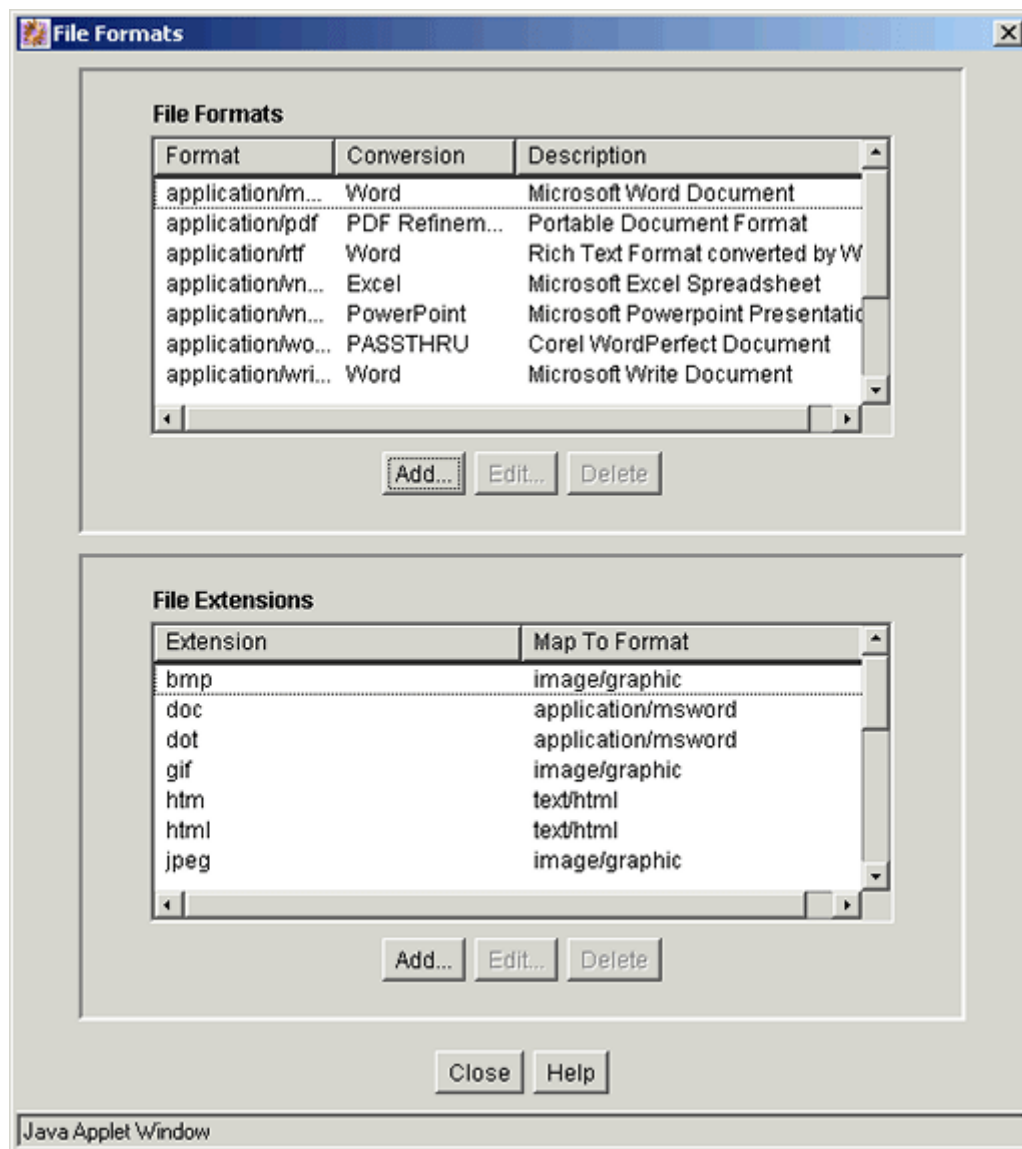 File Formats
File Formats
Format Conversion Description
application/m... Word Microsoft Word Document
application/pdf PDF Refinem... Portable Document Format
application/rtf Word Rich Text Format converted by W
application/vn... Excel Microsoft Excel Spreadsheet
application/vn... PowerPoint Microsoft Powerpoint Presentatic
application/wo... PASSTHRU Corel WordPerfect Document
application/wri... Word Microsoft Write Document
Add... Edit... Delete
File Extensions
Extension Map To Format
bmp image/graphic
doc application/msword
dot application/msword
gif image/graphic
htm text/html
html text/html
jpeg image/graphic
Add... Edit... Delete
Close Help
Java Applet Window